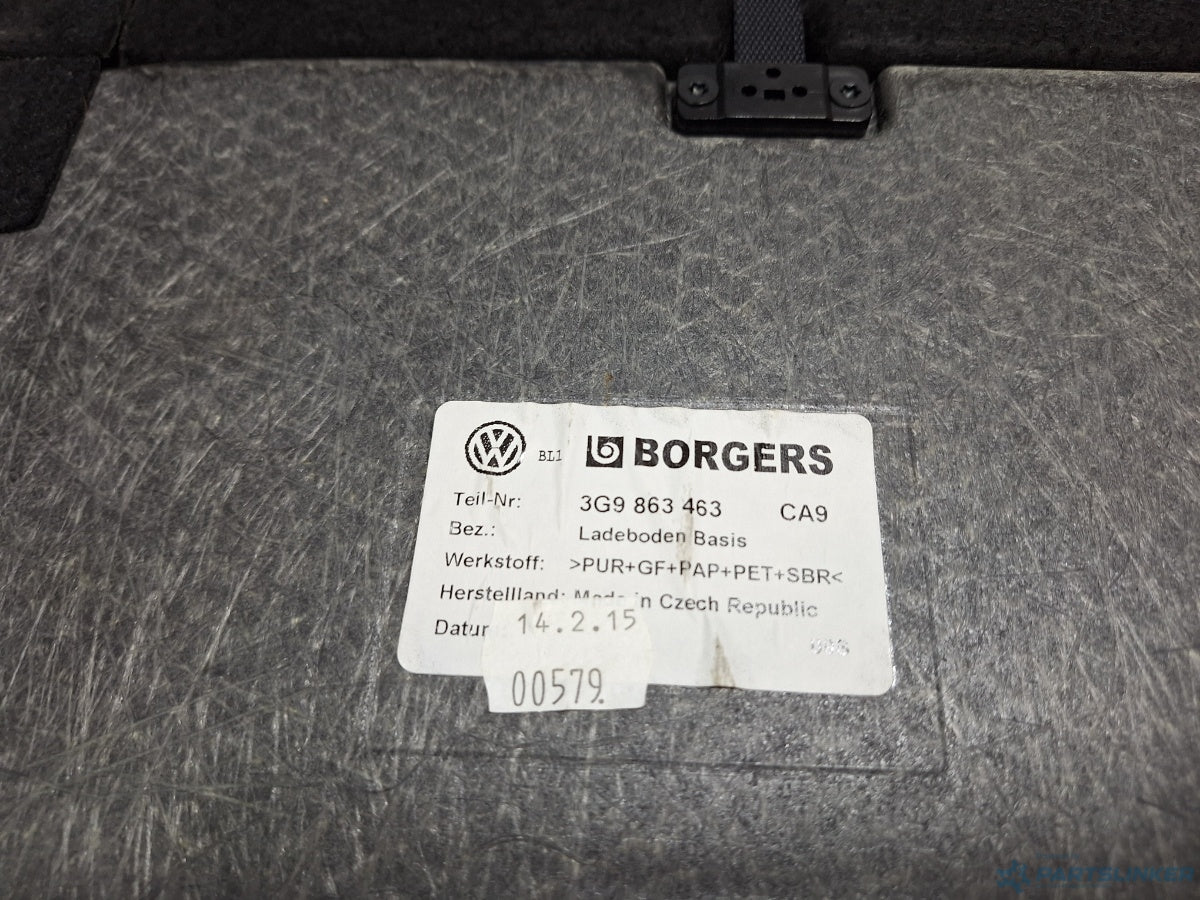 BL1 BORGERS
Teil-Nr: 3G9 863 463 CA9
Bez.: Ladeboden Basis
Werkstoff: >PUR+GF+PAP+PET+SBR<
Herstellland: Made in Czech Republic
Datu
14.2.15
00579.